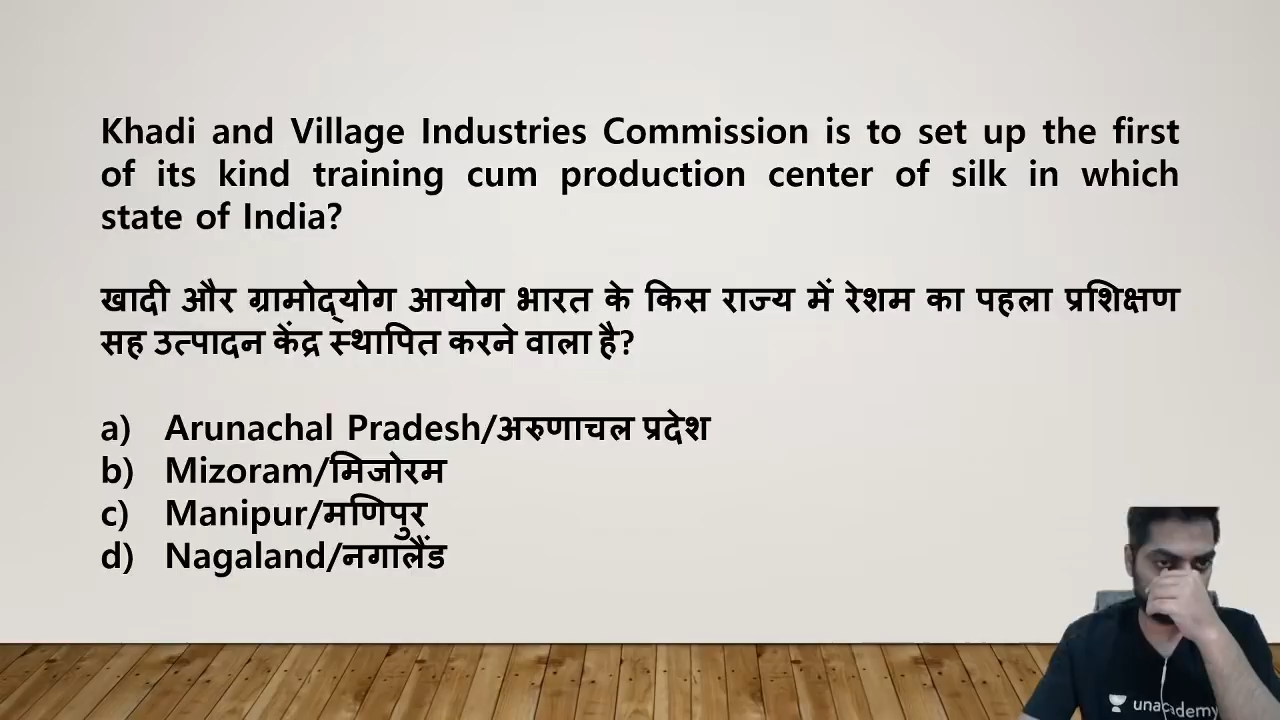 Khadi and Village Industries Commission is to set up the first
of its kind training cum production center of silk in which
state of India?
खादी और ग्रामोद्योग आयोग भारत के किस राज्य में रेशम का पहला प्रशिक्षण
सह उत्पादन केंद्र स्थापित करने वाला है?
a) Arunachal Pradesh/अरुणाचल प्रदेश
b) Mizoram/मिजोरम
c) Manipur/मणिपुर
d) Nagaland/नगालैंड
unacademy